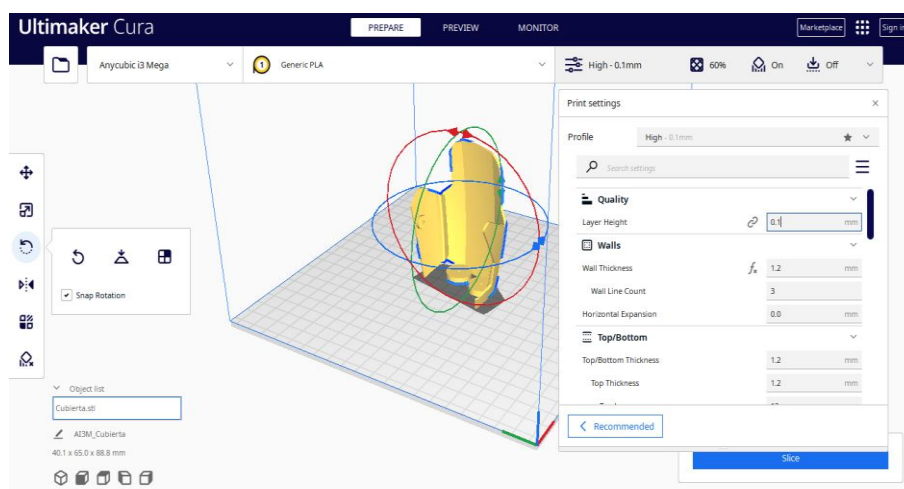 Ultimaker Cura
PREPARE PREVIEW MONITOR
Marketplace Sign i
Anycubic i3 Mega
1 Generic PLA
High - 0.1mm 60% On Off
Print settings
Profile High - 0.1mm
Search settings
Quality
Layer Height 0.1 mm
Walls
Wall Thickness fx 1.2 mm
Wall Line Count 3
Horizontal Expansion 0.0 mm
Top/Bottom
Top/Bottom Thickness 1.2 mm
Top Thickness 1.2 mm
Recommended
Slice
Snap Rotation
Object list
Cubierta.stl
AI3M_Cubierta
40.1 x 65.0 x 88.8 mm